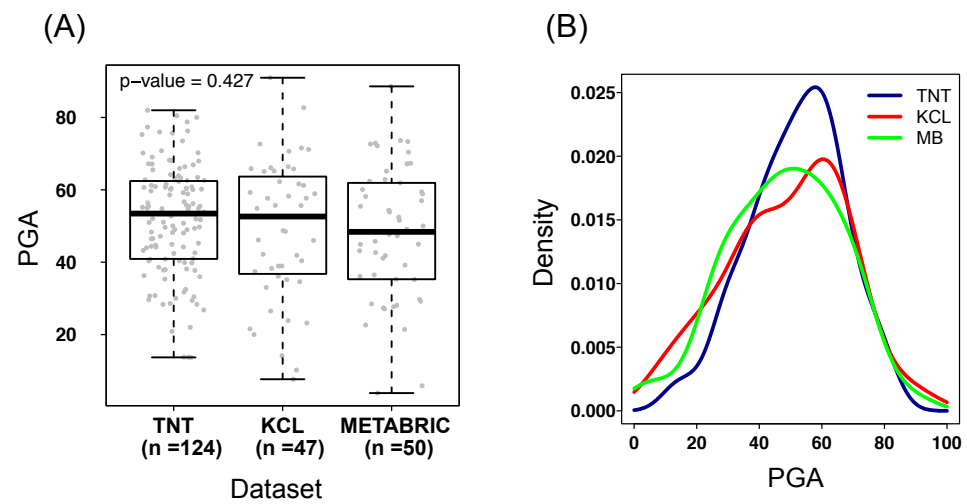 (A)
p−value = 0.427
PGA
80
60
40
20
TNT
(n =124)
KCL
(n =47)
METABRIC
(n =50)
Dataset
(B)
Density
0.025
0.020
0.015
0.010
0.005
0.000
TNT
KCL
MB
0 20 40 60 80 100
PGA